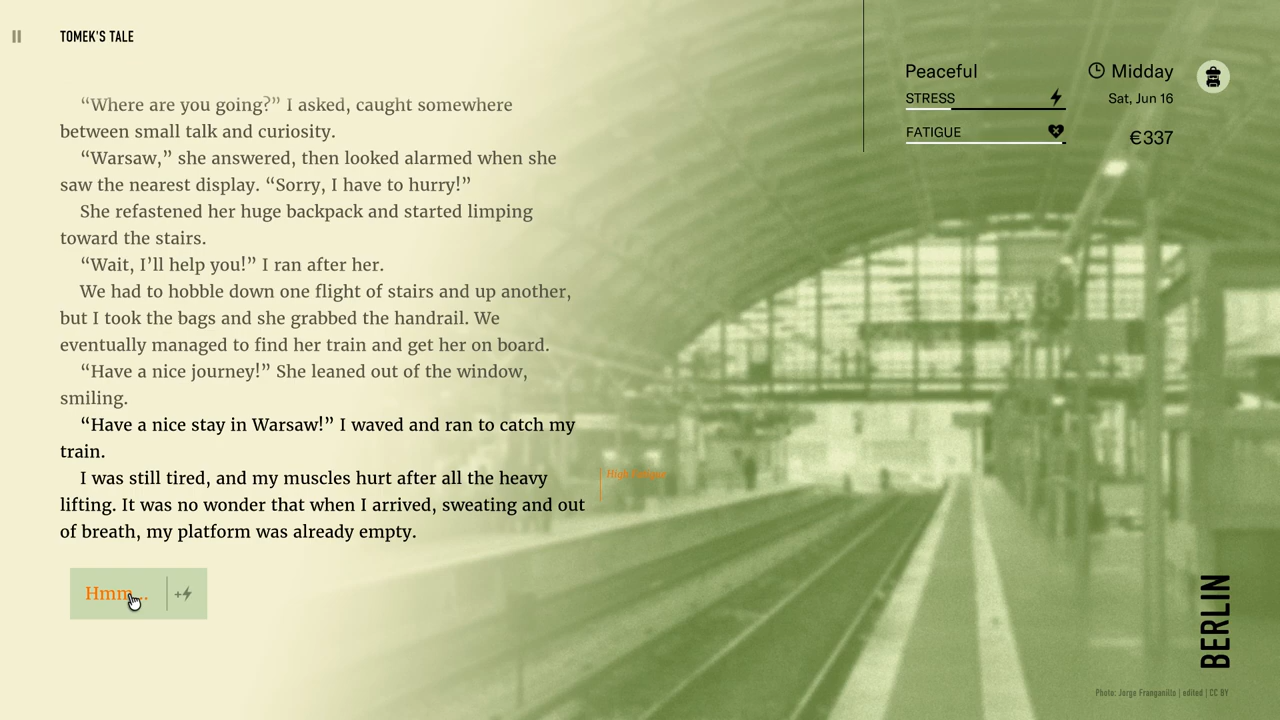 TOMEK'S TALE
“Where are you going?” I asked, caught somewhere
between small talk and curiosity.
“Warsaw,” she answered, then looked alarmed when she
saw the nearest display. “Sorry, I have to hurry!”
She refastened her huge backpack and started limping
toward the stairs.
“Wait, I’ll help you!” I ran after her.
We had to hobble down one flight of stairs and up another,
but I took the bags and she grabbed the handrail. We
eventually managed to find her train and get her on board.
“Have a nice journey!” She leaned out of the window,
smiling.
“Have a nice stay in Warsaw!” I waved and ran to catch my
train.
I was still tired, and my muscles hurt after all the heavy
lifting. It was no wonder that when I arrived, sweating and out
of breath, my platform was already empty.
High Fatigue
Hmm...
Peaceful
STRESS
FATIGUE
Midday
Sat, Jun 16
€337
BERLIN
Photo: Jorge Franganillo | edited | CC BY